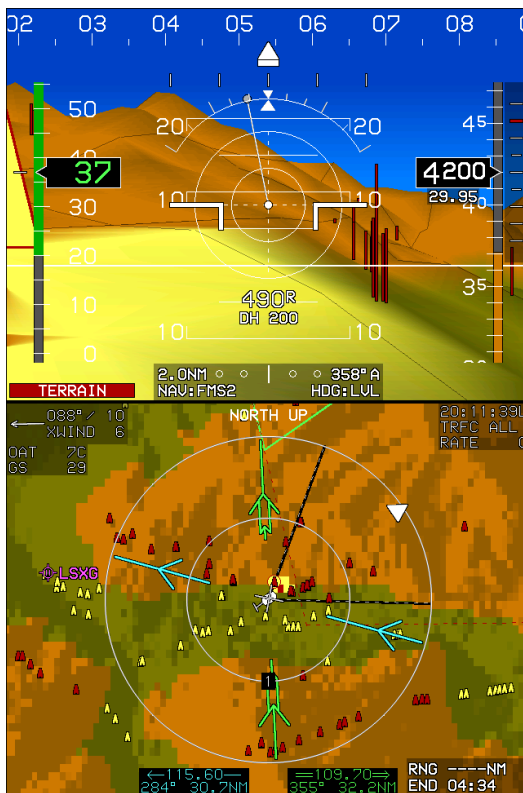 02 03 04 05 06 07 08
50
20 20 45
40
37 4200
29.95
30 10 10
20
35
490R
DH 200
10
10 10
0
2.0NM 358°A
NAV:FMS2 HDG:LVL
TERRAIN
088°/ 10 NORTH UP 20:11:39L
XWIND 6 TRFC ALL
OAT 7C RATE
GS 29
LSXG
1
←115.60— =109.70⇒ RNG ----NM
284° 30.7NM 355° 32.2NM END 04:34